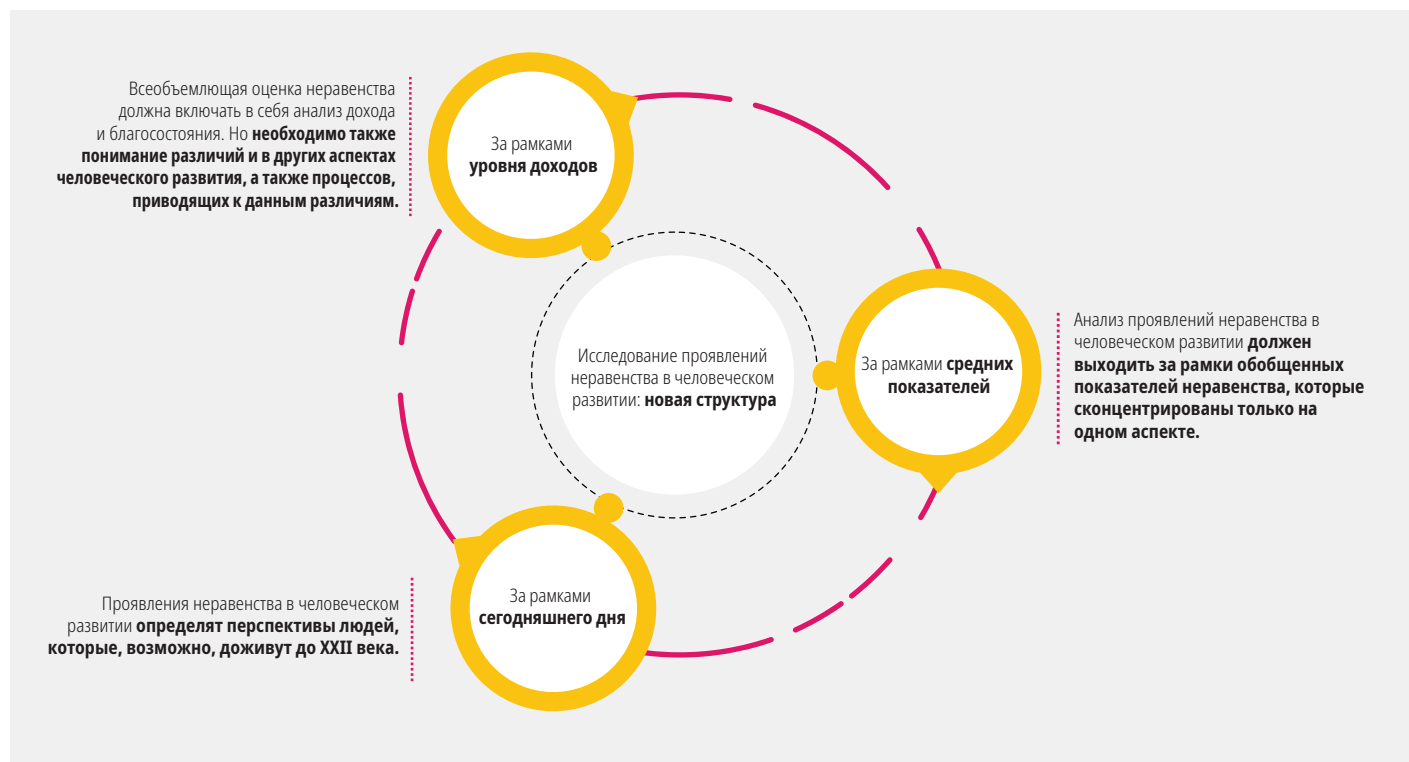 Всеобъемлющая оценка неравенства
должна включать в себя анализ дохода
и благосостояния. Но необходимо также
понимание различий и в других аспектах
человеческого развития, а также процессов,
приводящих к данным различиям.
За рамками
уровня доходов
Исследование проявлений
неравенства в человеческом
развитии: новая структура
За рамками средних
показателей
Анализ проявлений неравенства в
человеческом развитии должен
выходить за рамки обобщенных
показателей неравенства, которые
сконцентрированы только на
одном аспекте.
Проявления неравенства в человеческом
развитии определят перспективы людей,
которые, возможно, доживут до XXII века.
За рамками
сегодняшнего дня